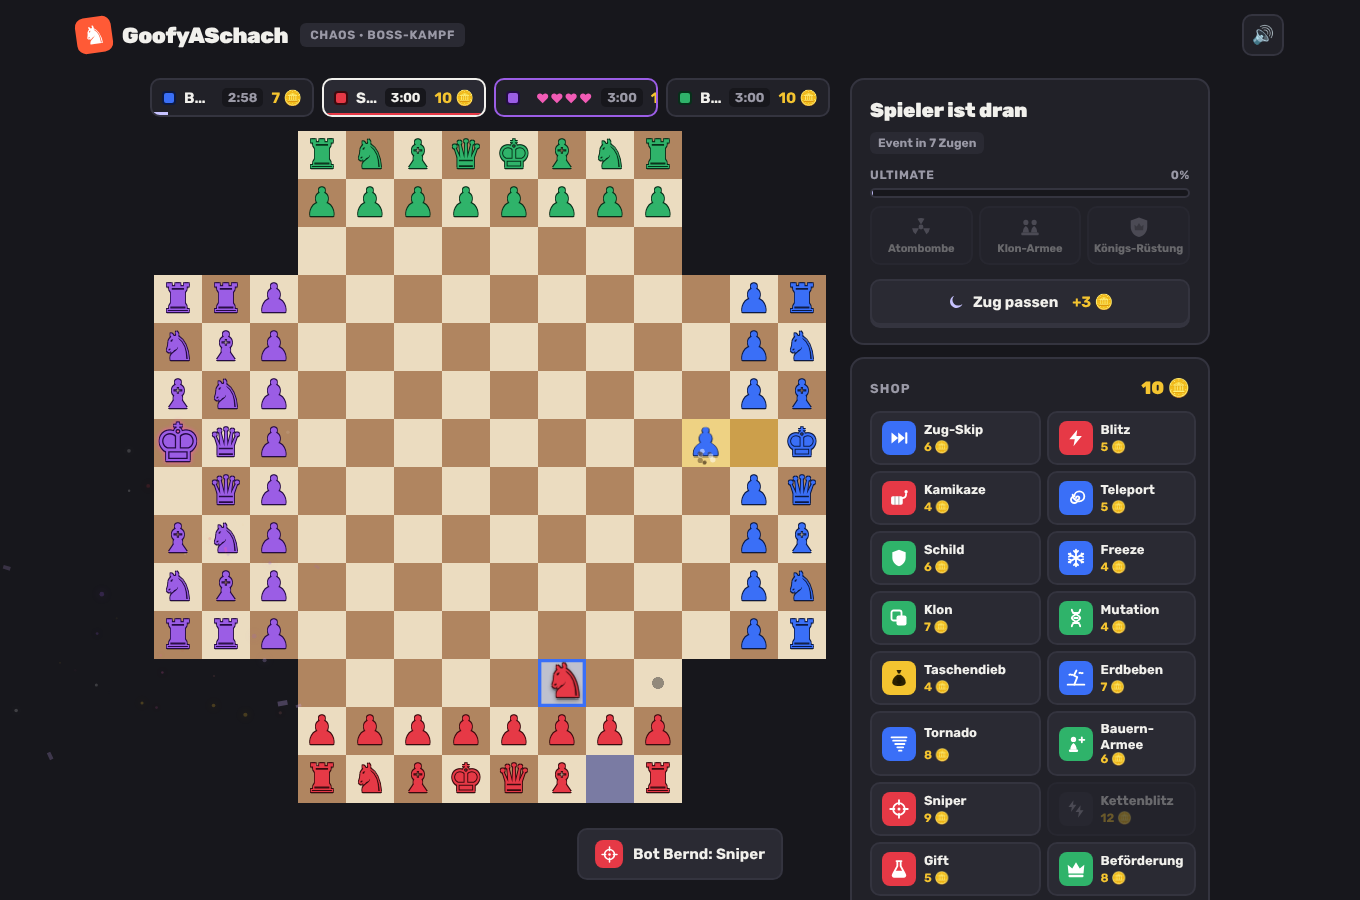 GoofyASchach
CHAOS • BOSS-KAMPF
B... 2:58 7
S... 3:00 10
3:00
B... 3:00 10
Spieler ist dran
Event in 7 Zugen
ULTIMATE 0%
Atombombe
Klon-Armee
Königs-Rüstung
Zug passen +3
SHOP 10
Zug-Skip
6
Blitz
5
Kamikaze
4
Teleport
5
Schild
6
Freeze
4
Klon
7
Mutation
4
Taschendieb
4
Erdbeben
7
Tornado
8
Bauern-
Armee
6
Sniper
9
Kettenblitz
12
Gift
5
Beförderung
8
Bot Bernd: Sniper